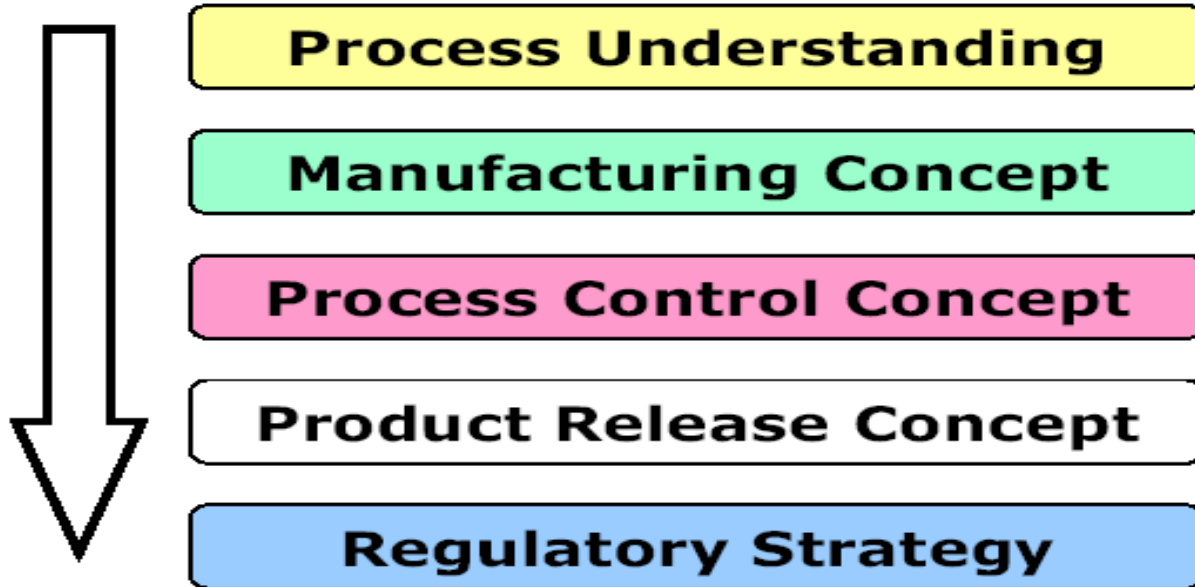 Process Understanding
Manufacturing Concept
Process Control Concept
Product Release Concept
Regulatory Strategy